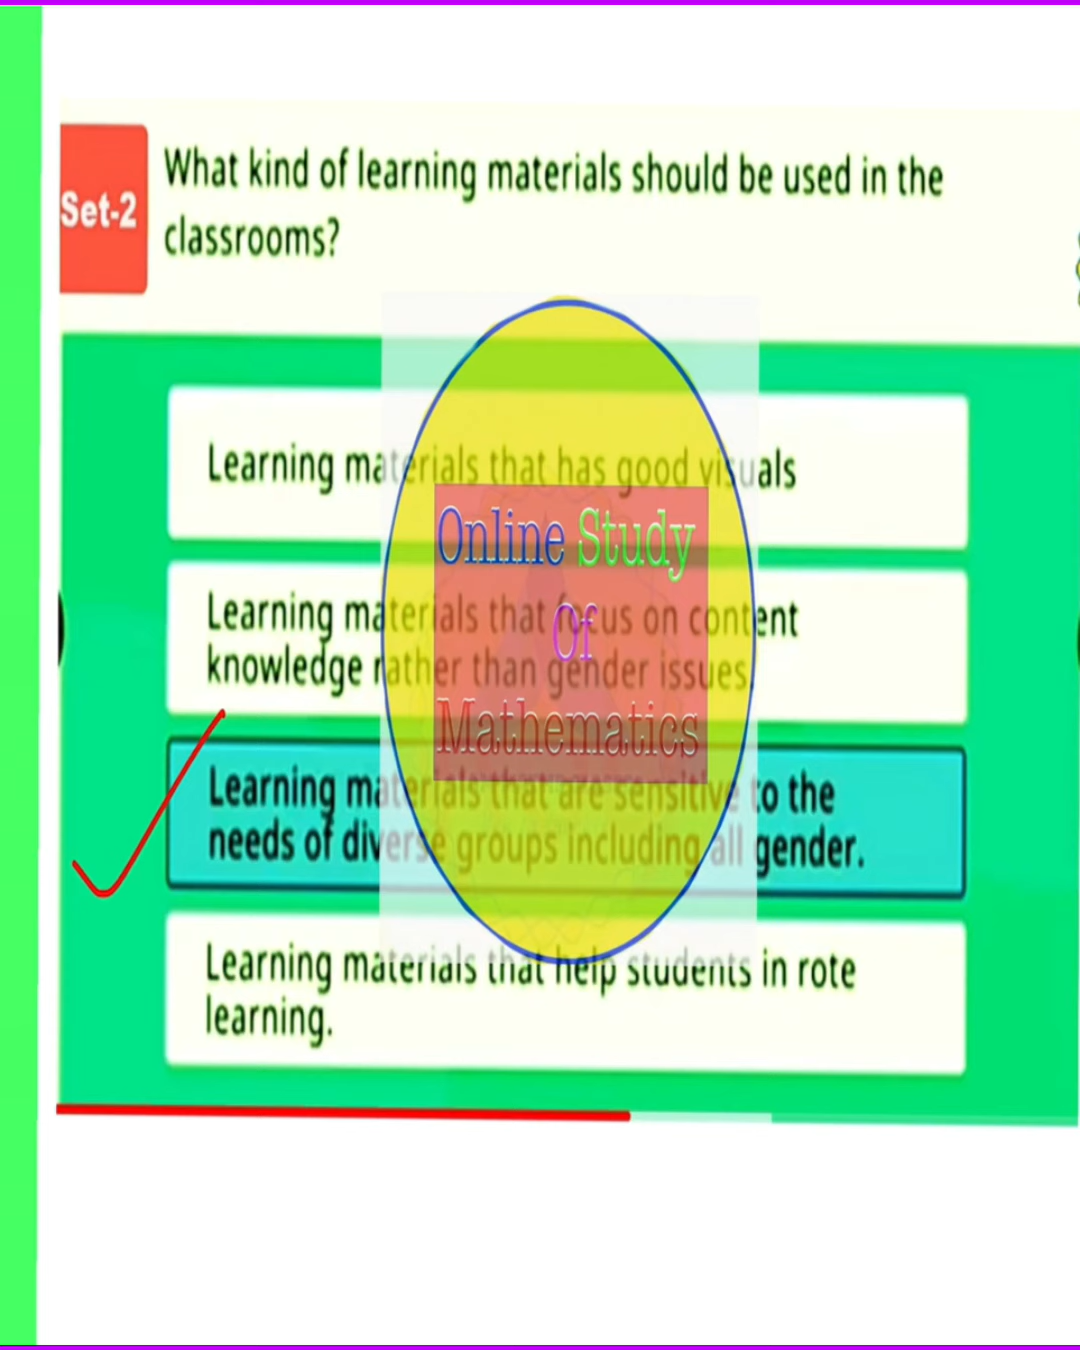 Set-2
What kind of learning materials should be used in the
classrooms?
Learning materials that has good visuals
Learning materials that focus on content
knowledge rather than gender issues.
Learning materials that are sensitive to the
needs of diverse groups including all gender.
Learning materials that help students in rote
learning.
Online Study
Of
Mathematics